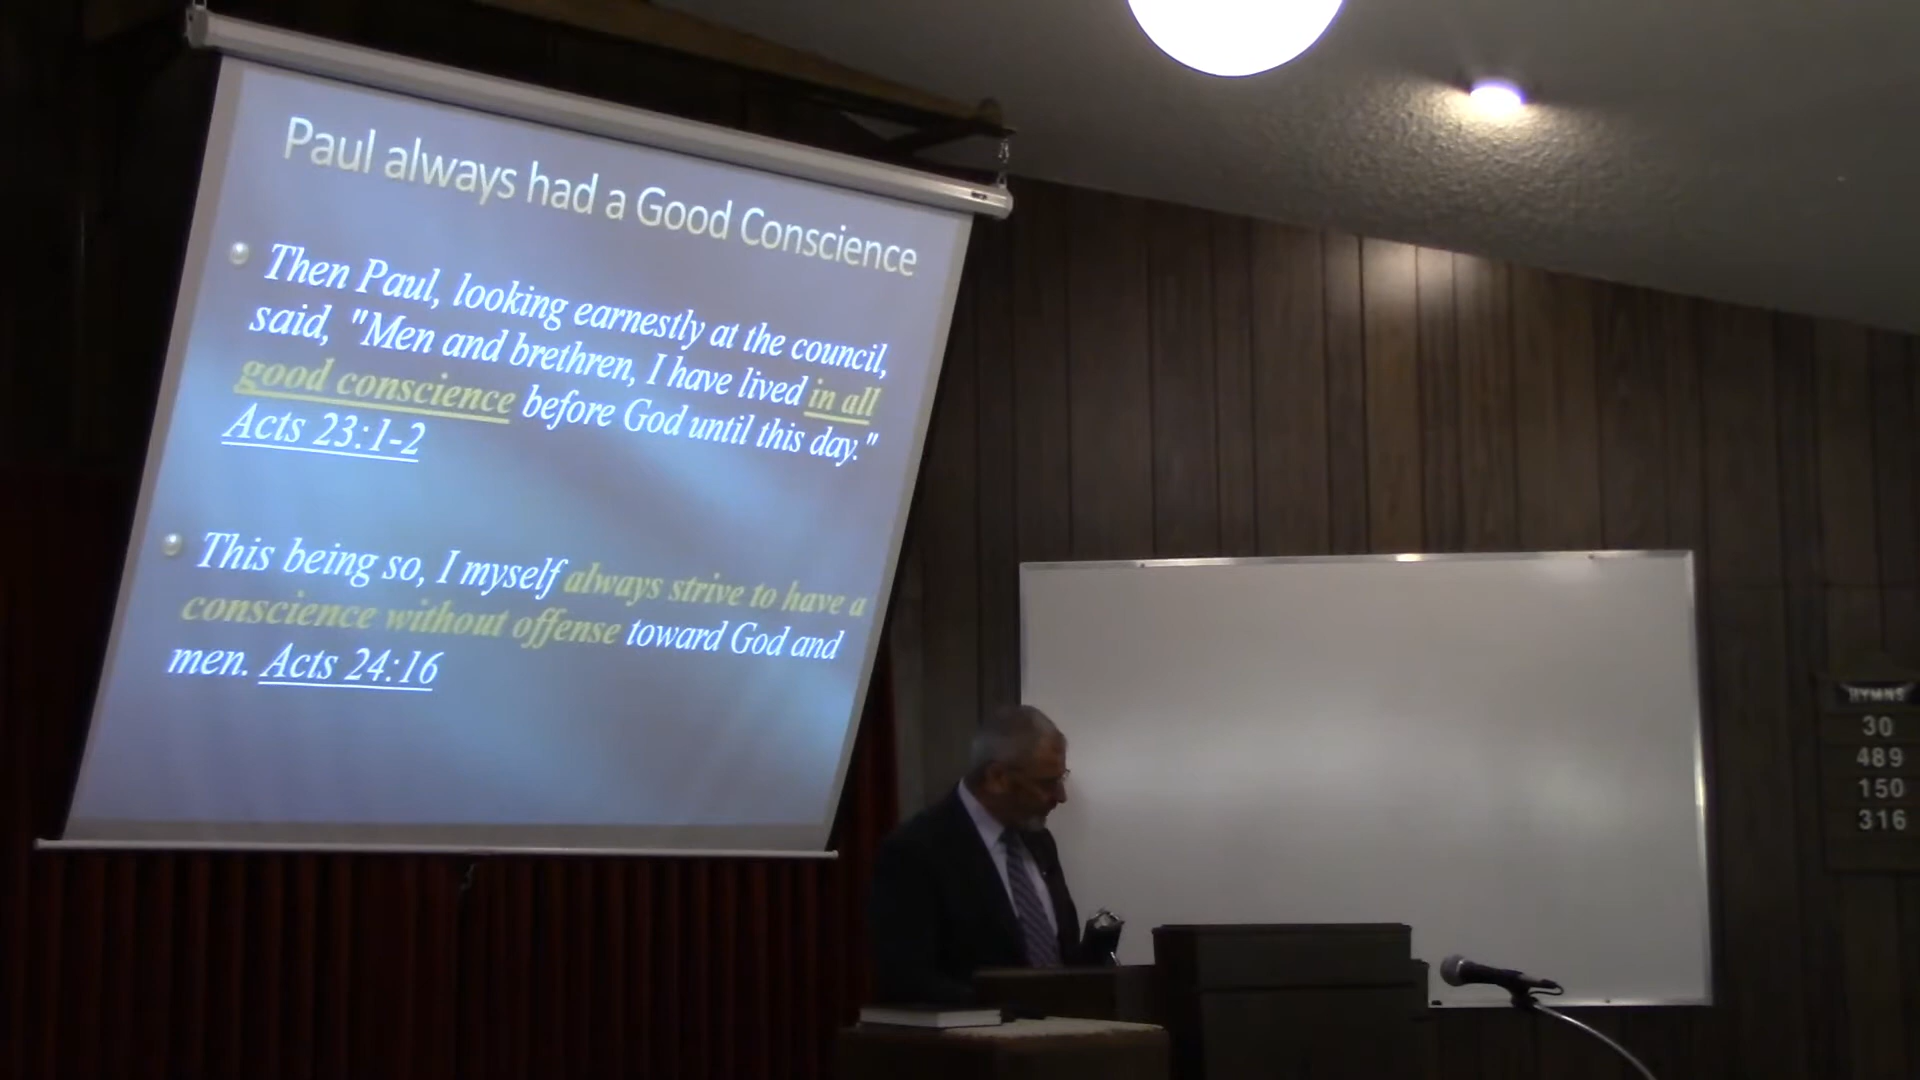 Paul always had a Good Conscience
Then Paul, looking earnestly at the council,
said, "Men and brethren, I have lived in all
good conscience before God until this day."
Acts 23:1-2
This being so, I myself always strive to have a
conscience without offense toward God and
men. Acts 24:16
HYMNS
30
489
150
316